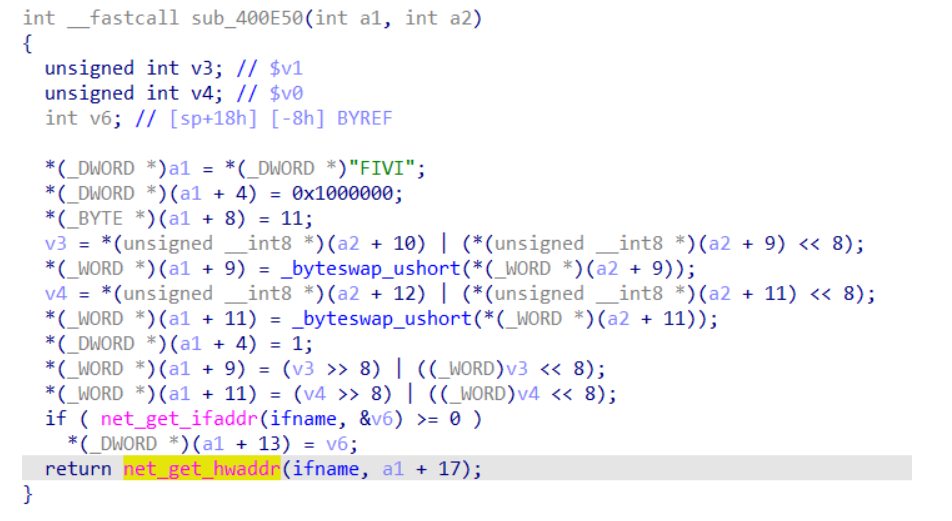 int __fastcall sub_400E50(int a1, int a2)
{
  unsigned int v3; // $v1
  unsigned int v4; // $v0
  int v6; // [sp+18h] [-8h] BYREF

  *(_DWORD *)a1 = *(_DWORD *)"FIVI";
  *(_DWORD *)(a1 + 4) = 0x1000000;
  *(_BYTE *)(a1 + 8) = 11;
  v3 = *(unsigned __int8 *)(a2 + 10) | (*(unsigned __int8 *)(a2 + 9) << 8);
  *(_WORD *)(a1 + 9) = _byteswap_ushort(*(_WORD *)(a2 + 9));
  v4 = *(unsigned __int8 *)(a2 + 12) | (*(unsigned __int8 *)(a2 + 11) << 8);
  *(_WORD *)(a1 + 11) = _byteswap_ushort(*(_WORD *)(a2 + 11));
  *(_DWORD *)(a1 + 4) = 1;
  *(_WORD *)(a1 + 9) = (v3 >> 8) | ((_WORD)v3 << 8);
  *(_WORD *)(a1 + 11) = (v4 >> 8) | ((_WORD)v4 << 8);
  if ( net_get_ifaddr(ifname, &v6) >= 0 )
    *(_DWORD *)(a1 + 13) = v6;
  return net_get_hwaddr(ifname, a1 + 17);
}